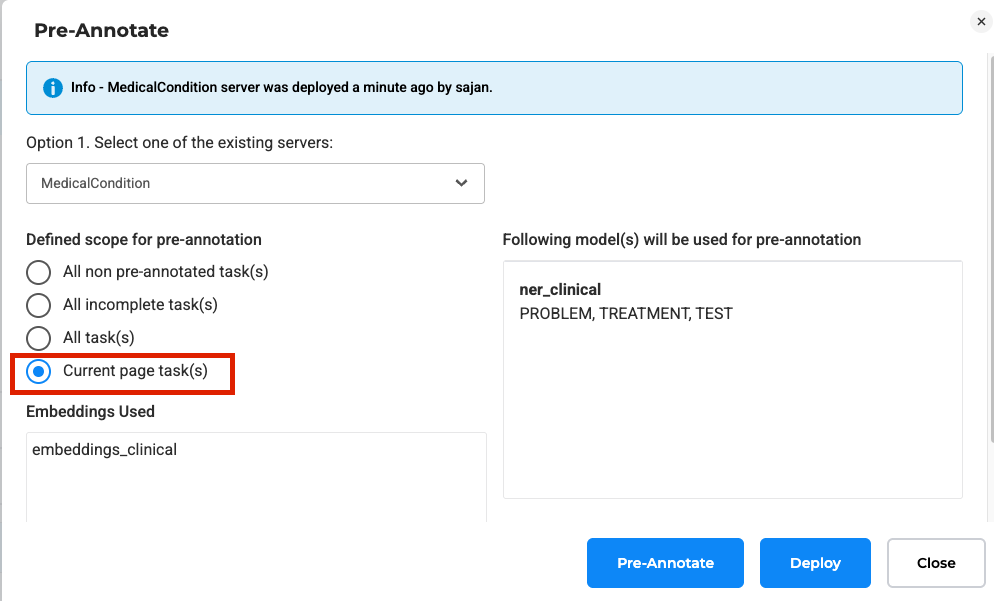 Pre-Annotate
Info - MedicalCondition server was deployed a minute ago by sajan.
Option 1. Select one of the existing servers:
MedicalCondition
Defined scope for pre-annotation
All non pre-annotated task(s)
All incomplete task(s)
All task(s)
Current page task(s)
Embeddings Used
embeddings_clinical
Following model(s) will be used for pre-annotation
ner_clinical
PROBLEM, TREATMENT, TEST
Pre-Annotate
Deploy
Close